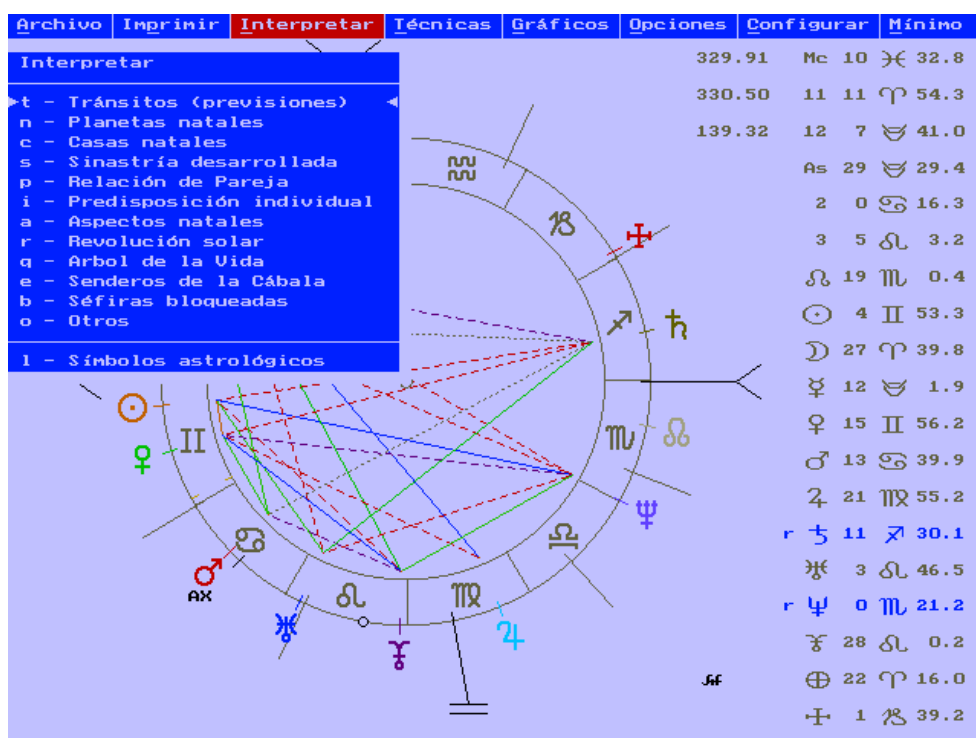 Archivo Imprimir Interpretar Técnicas Gráficos Opciones Configurar Mínimo
Interpretar
t - Tránsitos (previsiones)
n - Planetas natales
c - Casas natales
s - Sinastría desarrollada
p - Relación de Pareja
i - Predisposición individual
a - Aspectos natales
r - Revolución solar
q - Arbol de la Vida
e - Senderos de la Cábala
b - Séfiras bloqueadas
o - Otros
l - Símbolos astrológicos
329.91 Mc 10 ♓ 32.8
330.50 11 11 ♈ 54.3
139.32 12 7 ♉ 41.0
As 29 ♉ 29.4
2 0 ♋ 16.3
3 5 ♌ 3.2
☊ 19 ♏ 0.4
☉ 4 ♊ 53.3
☽ 27 ♈ 39.8
☿ 12 ♉ 1.9
♀ 15 ♊ 56.2
♂ 13 ♋ 39.9
♃ 21 ♍ 55.2
r ♄ 11 ♐ 30.1
♅ 3 ♌ 46.5
r ♆ 0 ♏ 21.2
28 ♌ 0.2
⊕ 22 ♈ 16.0
1 ♑ 39.2
AX